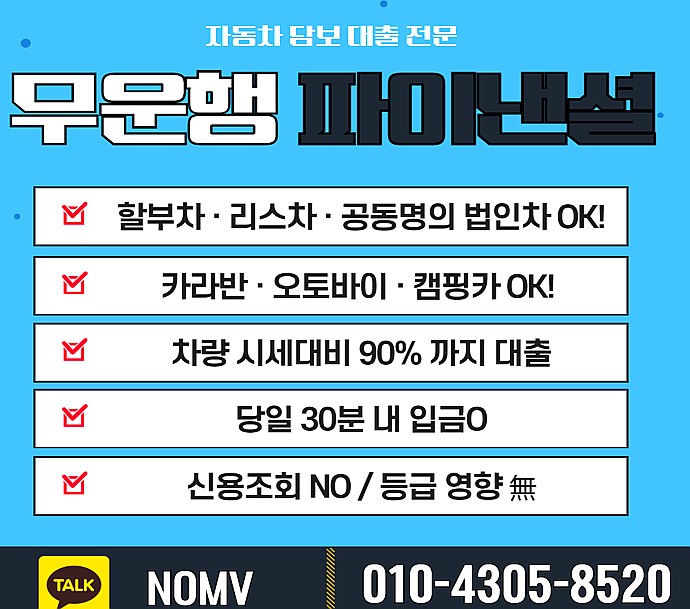 자동차 담보 대출 전문
무운행 파이낸셜
할부차 · 리스차 · 공동명의 법인차 OK!
카라반 · 오토바이 · 캠핑카 OK!
차량 시세대비 90% 까지 대출
당일 30분 내 입금O
신용조회 NO / 등급 영향 無
TALK NOMV 010-4305-8520